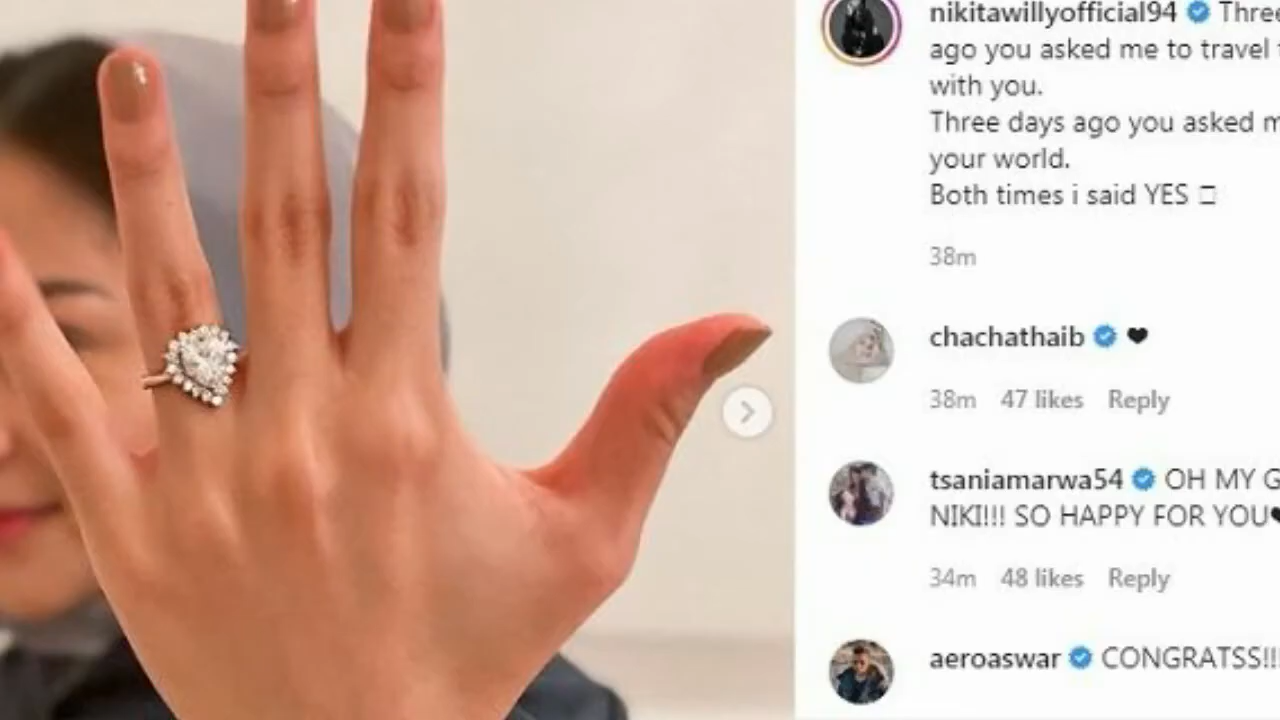 nikitawillyofficial94 Three
ago you asked me to travel
with you.
Three days ago you asked
your world.
Both times i said YES
38m
chachathaib 🖤
38m 47 likes Reply
tsaniamarwa54 OH MY G
NIKI!!! SO HAPPY FOR YOU🖤
34m 48 likes Reply
aeroaswar CONGRATSS!!!